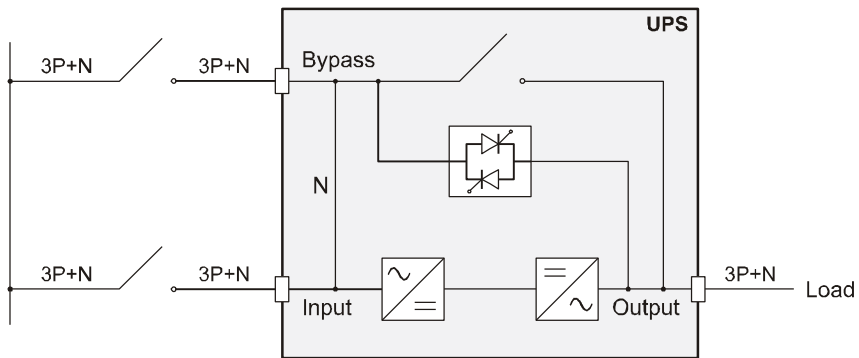 UPS
3P+N
3P+N
Bypass
N
3P+N
3P+N
Input
Output
3P+N
Load